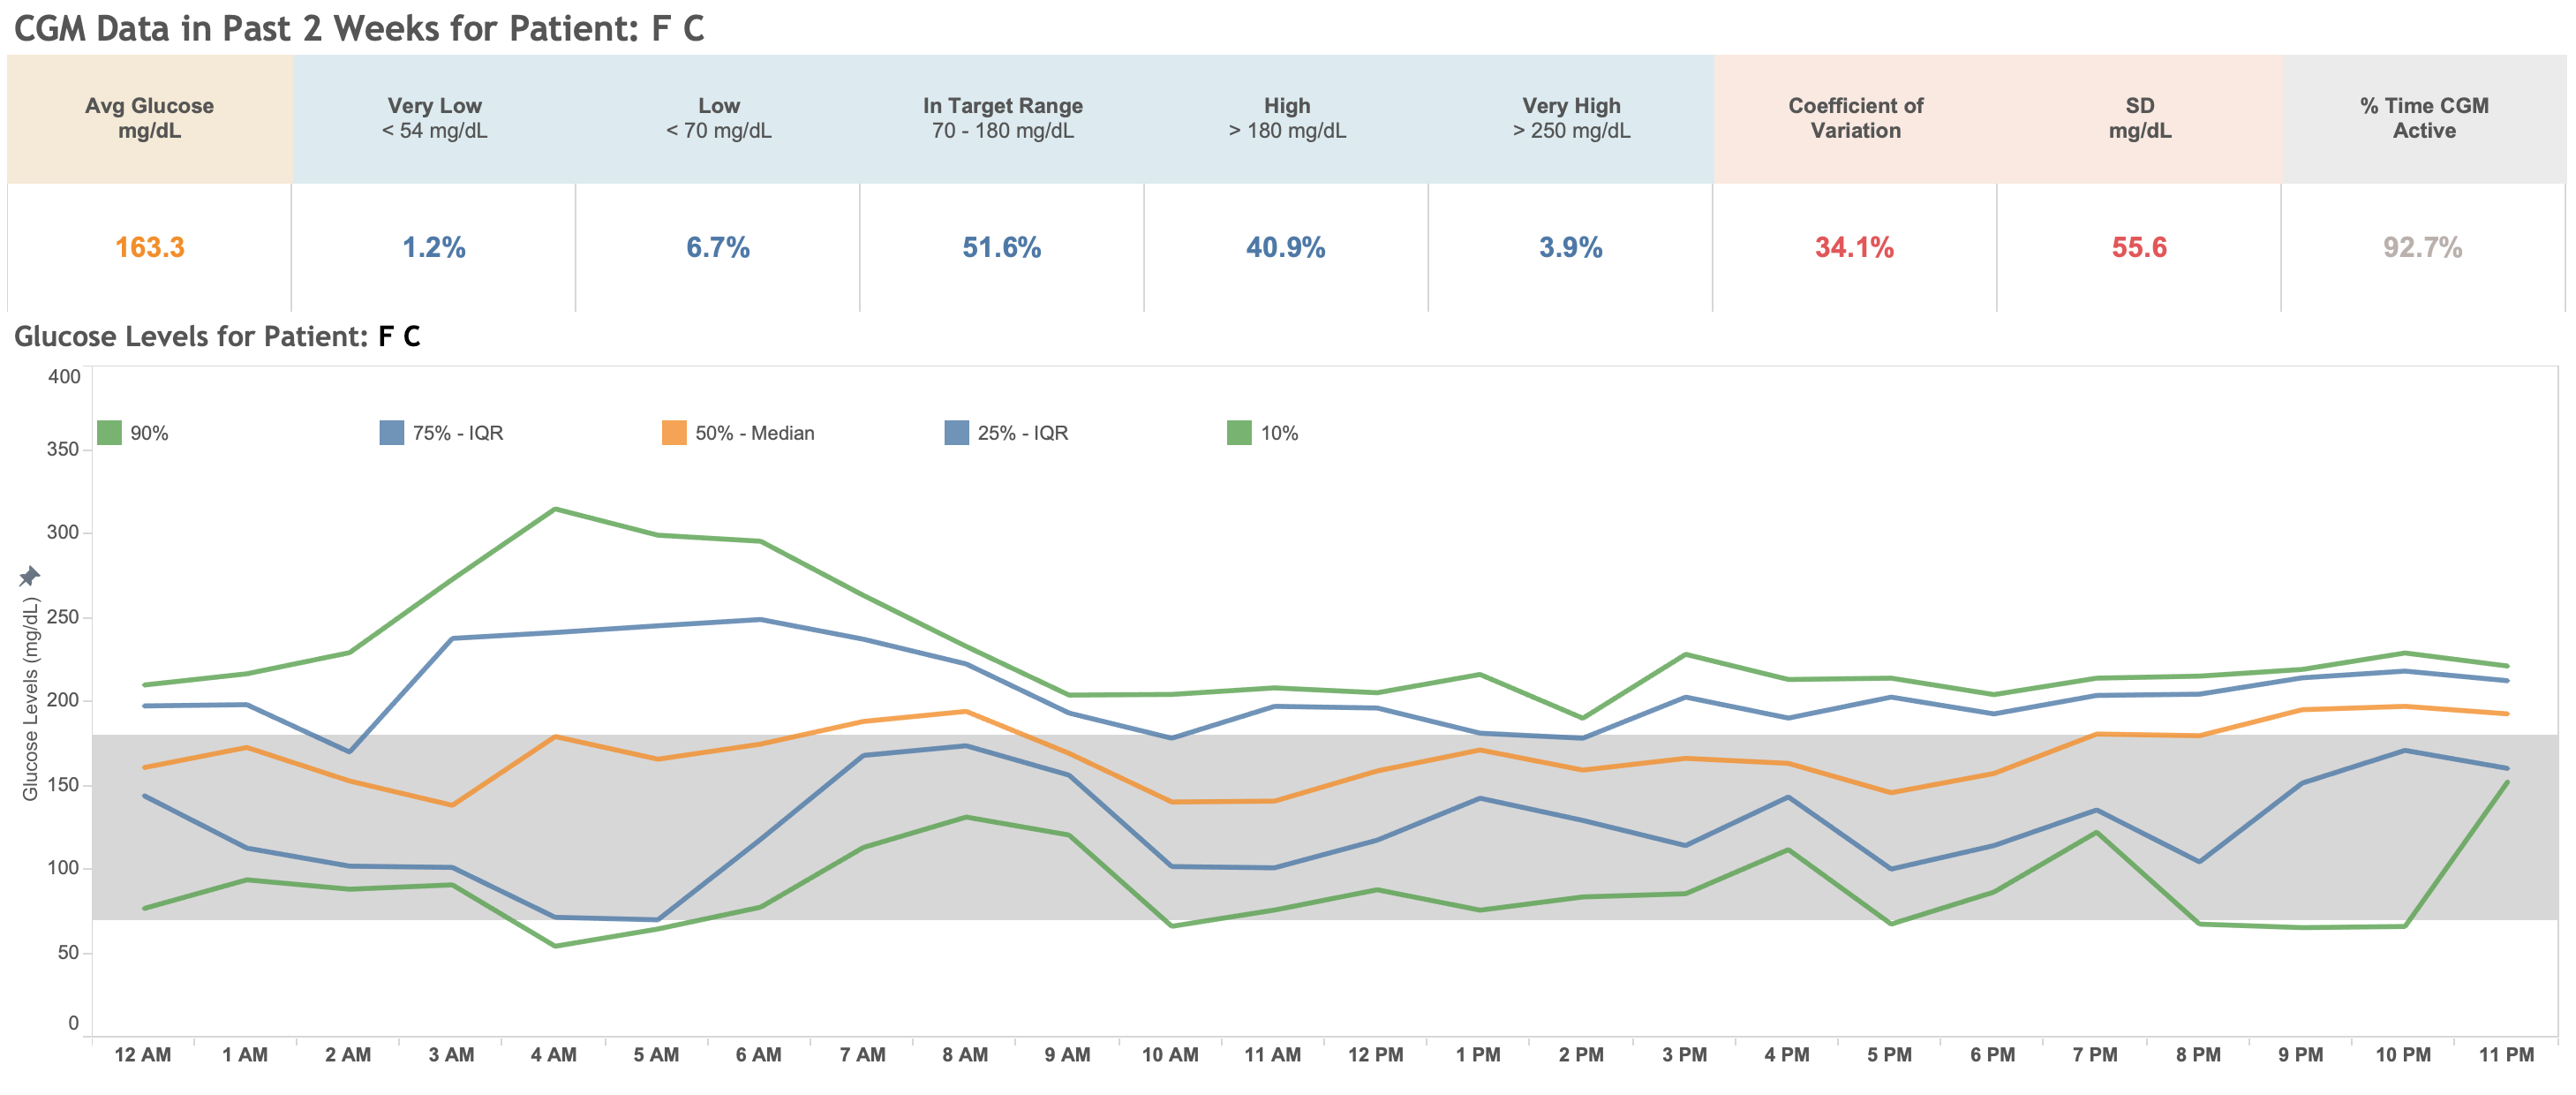 CGM Data in Past 2 Weeks for Patient: F C
Avg Glucose
mg/dL
Very Low
< 54 mg/dL
Low
< 70 mg/dL
In Target Range
70 - 180 mg/dL
High
> 180 mg/dL
Very High
> 250 mg/dL
Coefficient of
Variation
SD
mg/dL
% Time CGM
Active
163.3
1.2%
6.7%
51.6%
40.9%
3.9%
34.1%
55.6
92.7%
Glucose Levels for Patient: F C
90%
75% - IQR
50% - Median
25% - IQR
10%
Glucose Levels (mg/dL)
400
350
300
250
200
150
100
50
0
12 AM
1 AM
2 AM
3 AM
4 AM
5 AM
6 AM
7 AM
8 AM
9 AM
10 AM
11 AM
12 PM
1 PM
2 PM
3 PM
4 PM
5 PM
6 PM
7 PM
8 PM
9 PM
10 PM
11 PM